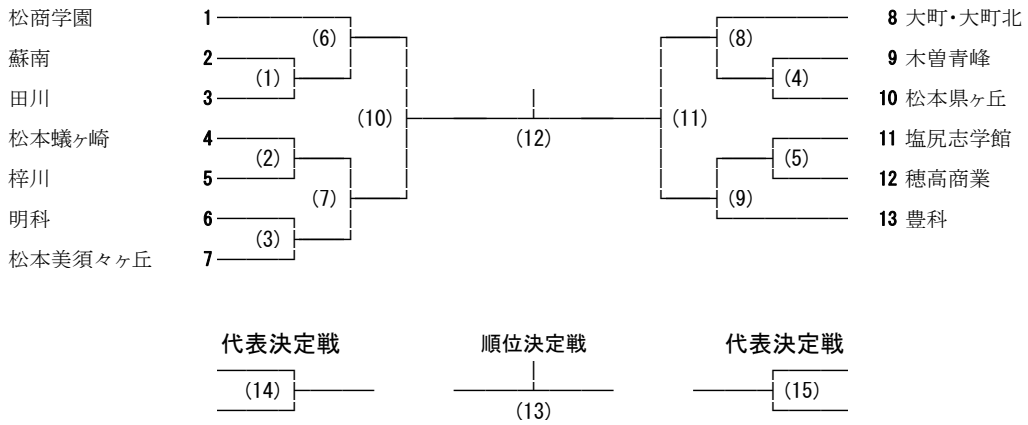 松商学園 1
8 大町・大町北
(6)
(8)
蘇南 2
9 木曽青峰
(1)
(4)
田川 3
10 松本県ヶ丘
(10)
(11)
(12)
松本蟻ヶ崎 4
11 塩尻志学館
(2)
(5)
梓川 5
12 穂高商業
(7)
(9)
明科 6
13 豊科
(3)
松本美須々ヶ丘 7
代表決定戦
順位決定戦
代表決定戦
(14)
(15)
(13)